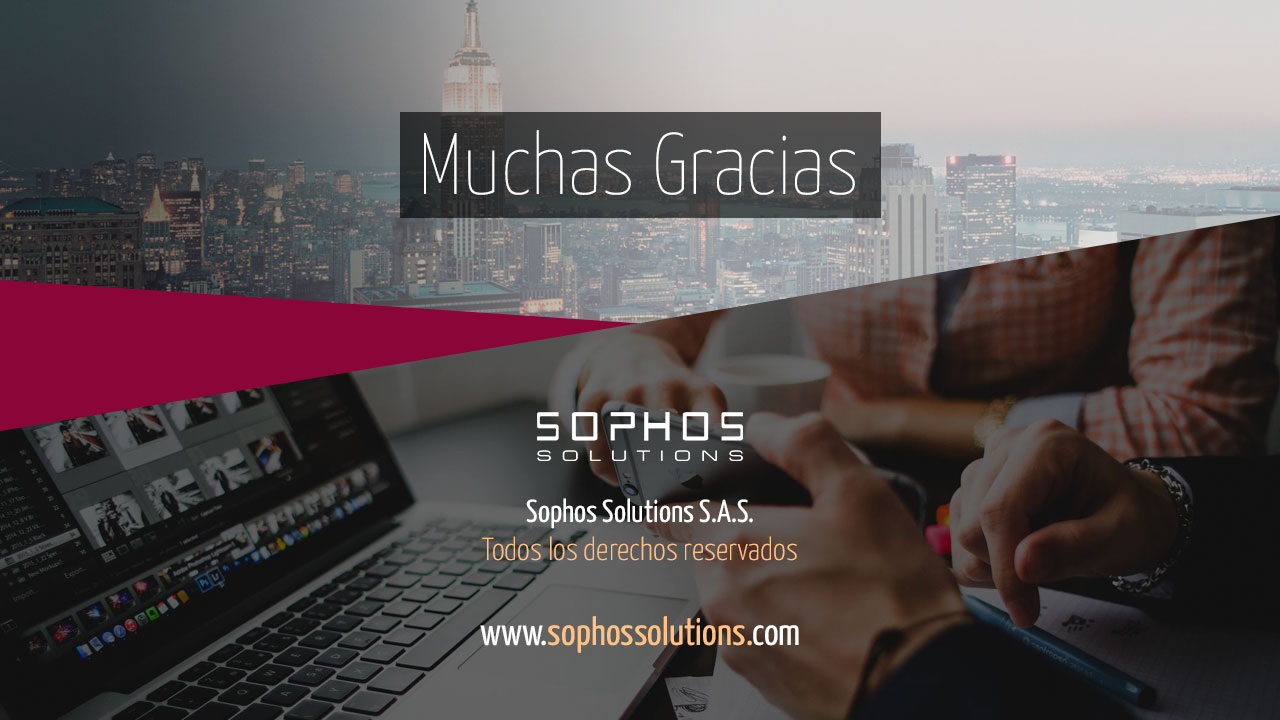 Muchas Gracias
SOPHOS
SOLUTIONS
Sophos Solutions S.A.S.
Todos los derechos reservados
www.sophossolutions.com